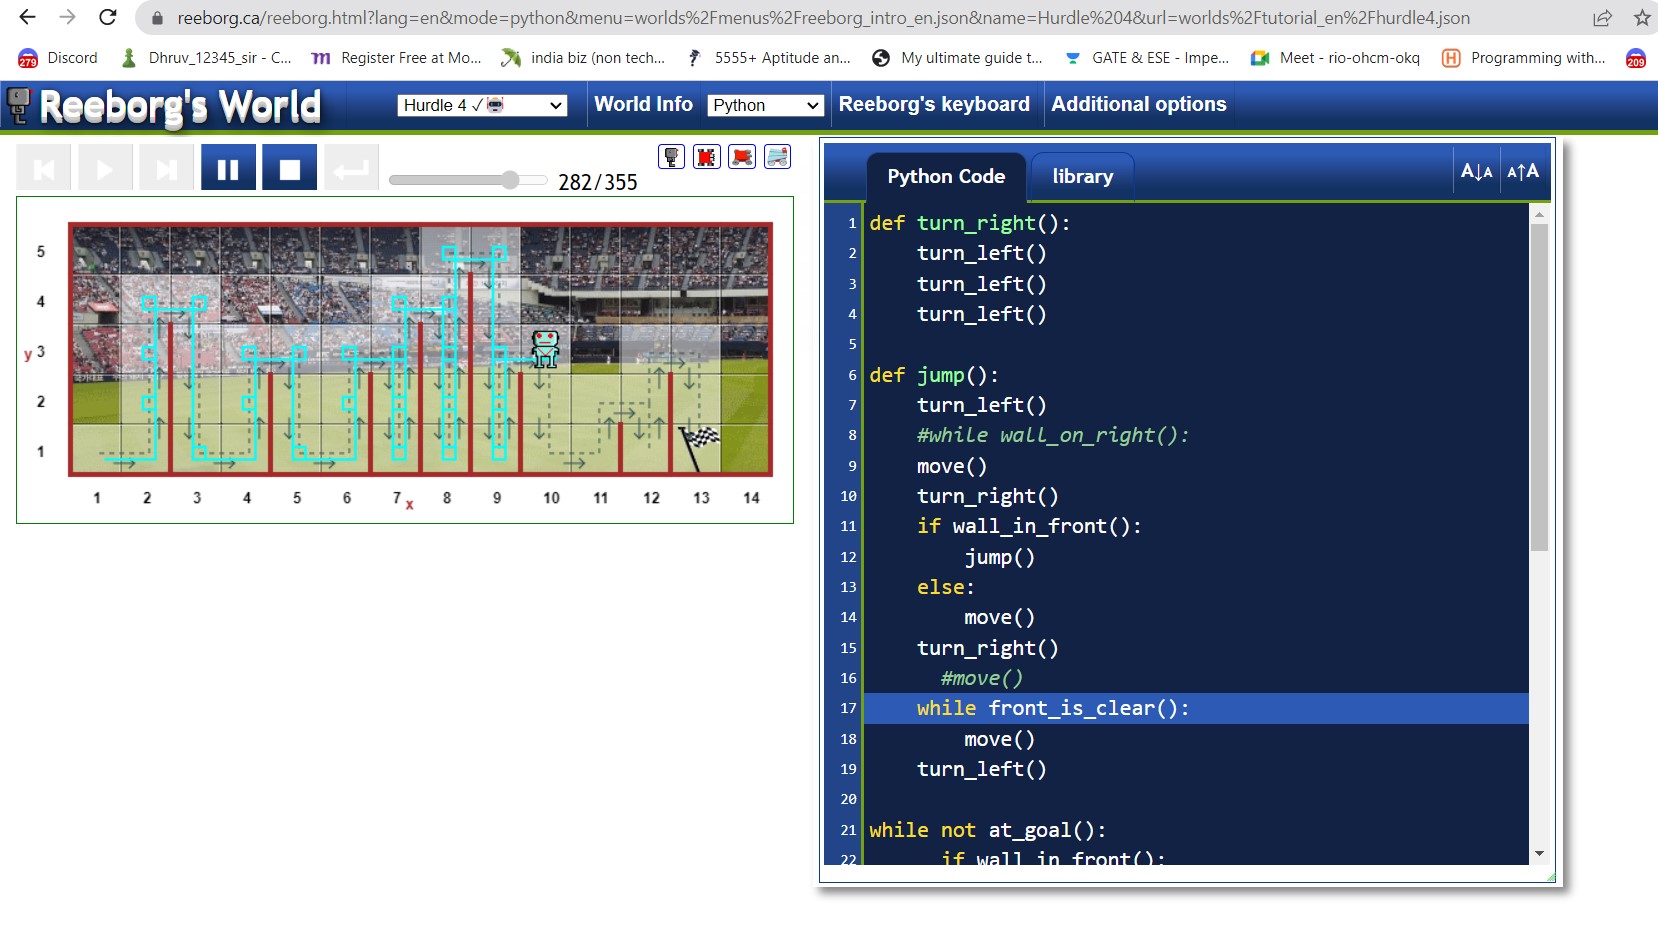 reeborg.ca/reeborg.html?lang=en&mode=python&menu=worlds%2Fmenus%2Freeborg_intro_en.json&name=Hurdle%204&url=worlds%2Ftutorial_en%2Fhurdle4.json
279 Discord Dhruv_12345_sir - C... m Register Free at Mo... india biz (non tech... 5555+ Aptitude an... My ultimate guide t... GATE & ESE - Impe... Meet - rio-ohcm-okq H Programming with... 209
Reeborg's World Hurdle 4 ✓ World Info Python Reeborg's keyboard Additional options
282/355
5
4
y 3
2
1
1 2 3 4 5 6 7 8 9 10 11 12 13 14
x
Python Code library A↓A A↑A
1 def turn_right():
2     turn_left()
3     turn_left()
4     turn_left()
5
6 def jump():
7     turn_left()
8     #while wall_on_right():
9     move()
10     turn_right()
11     if wall_in_front():
12         jump()
13     else:
14         move()
15     turn_right()
16       #move()
17     while front_is_clear():
18         move()
19     turn_left()
20
21 while not at_goal():
22       if wall_in_front():